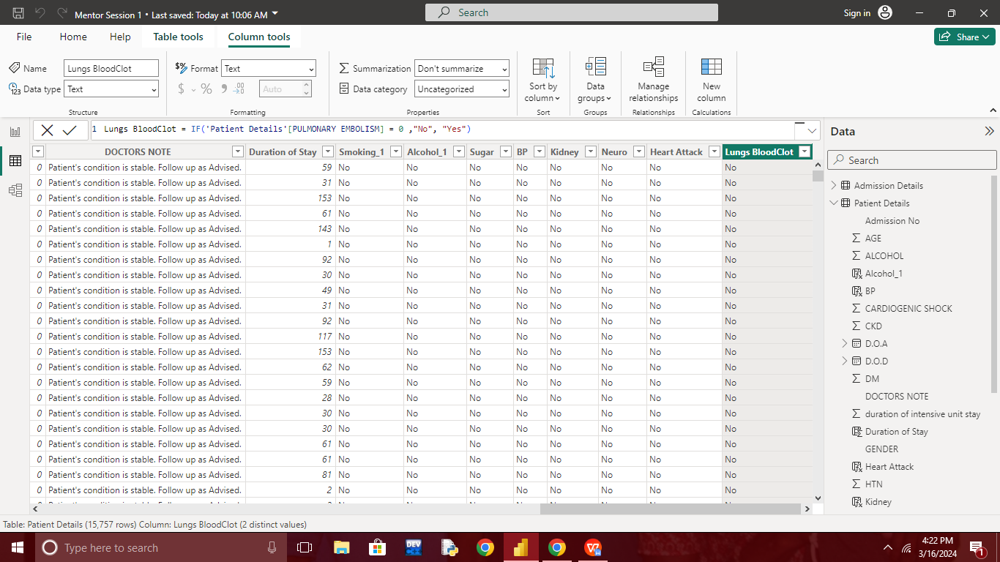 Mentor Session 1 • Last saved: Today at 10:06 AM
Search
Sign in
File Home Help Table tools Column tools
Share
Name Lungs BloodClot
Data type Text
Structure
$% Format Text
$ % 9 .00 Auto
Formatting
Summarization Don't summarize
Data category Uncategorized
Properties
Sort by
column
Sort
Data
groups
Groups
Manage
relationships
Relationships
New
column
Calculations
1 Lungs BloodClot = IF('Patient Details'[PULMONARY EMBOLISM] = 0 ,"No", "Yes")
DOCTORS NOTE Duration of Stay Smoking_1 Alcohol_1 Sugar BP Kidney Neuro Heart Attack Lungs BloodClot
0 Patient's condition is stable. Follow up as Advised. 59 No No No No No No No No
0 Patient's condition is stable. Follow up as Advised. 31 No No No No No No No No
0 Patient's condition is stable. Follow up as Advised. 153 No No No No No No No No
0 Patient's condition is stable. Follow up as Advised. 61 No No No No No No No No
0 Patient's condition is stable. Follow up as Advised. 143 No No No No No No No No
0 Patient's condition is stable. Follow up as Advised. 1 No No No No No No No No
0 Patient's condition is stable. Follow up as Advised. 92 No No No No No No No No
0 Patient's condition is stable. Follow up as Advised. 30 No No No No No No No No
0 Patient's condition is stable. Follow up as Advised. 49 No No No No No No No No
0 Patient's condition is stable. Follow up as Advised. 31 No No No No No No No No
0 Patient's condition is stable. Follow up as Advised. 92 No No No No No No No No
0 Patient's condition is stable. Follow up as Advised. 117 No No No No No No No No
0 Patient's condition is stable. Follow up as Advised. 153 No No No No No No No No
0 Patient's condition is stable. Follow up as Advised. 62 No No No No No No No No
0 Patient's condition is stable. Follow up as Advised. 59 No No No No No No No No
0 Patient's condition is stable. Follow up as Advised. 28 No No No No No No No No
0 Patient's condition is stable. Follow up as Advised. 30 No No No No No No No No
0 Patient's condition is stable. Follow up as Advised. 30 No No No No No No No No
0 Patient's condition is stable. Follow up as Advised. 61 No No No No No No No No
0 Patient's condition is stable. Follow up as Advised. 61 No No No No No No No No
0 Patient's condition is stable. Follow up as Advised. 81 No No No No No No No No
0 Patient's condition is stable. Follow up as Advised. 2 No No No No No No No No
Data
Search
Admission Details
Patient Details
Admission No
AGE
ALCOHOL
Alcohol_1
BP
CARDIOGENIC SHOCK
CKD
D.O.A
D.O.D
DM
DOCTORS NOTE
duration of intensive unit stay
Duration of Stay
GENDER
Heart Attack
HTN
Kidney
Table: Patient Details (15,757 rows) Column: Lungs BloodClot (2 distinct values)
Type here to search
DEV
4:22 PM
3/16/2024
1